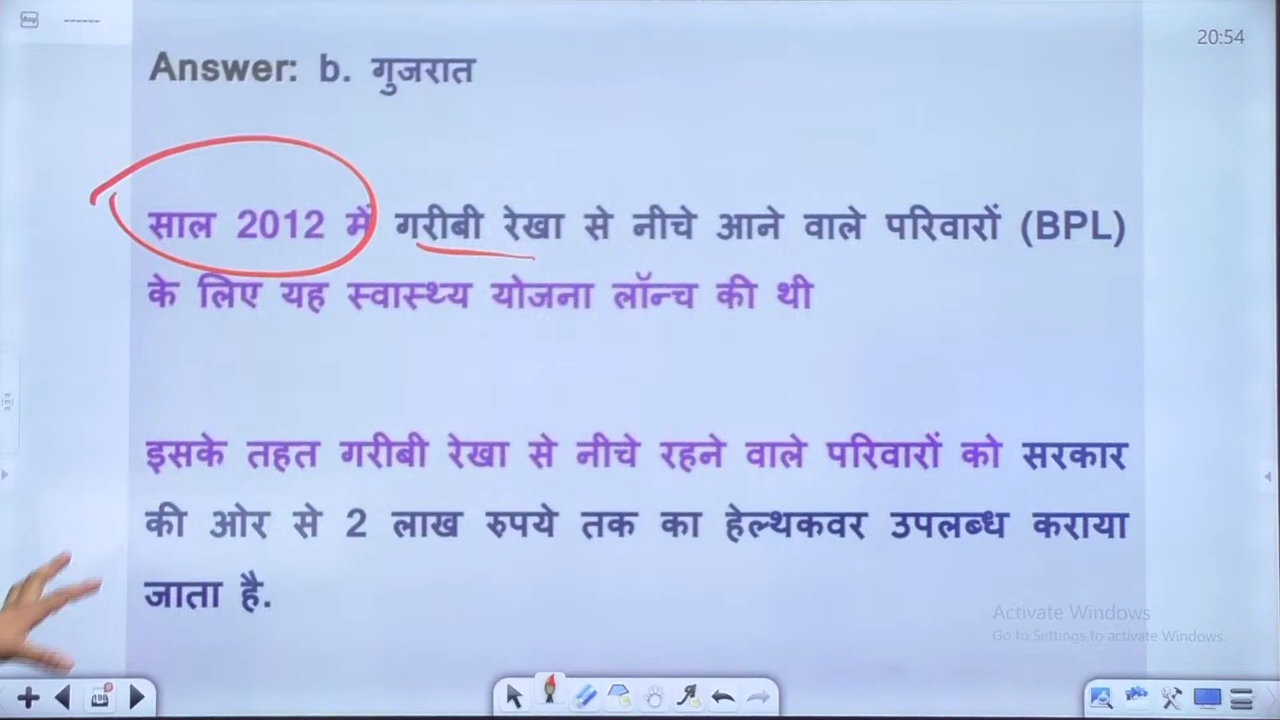 20:54
Answer: b. गुजरात
साल 2012 में गरीबी रेखा से नीचे आने वाले परिवारों (BPL)
के लिए यह स्वास्थ्य योजना लॉन्च की थी
इसके तहत गरीबी रेखा से नीचे रहने वाले परिवारों को सरकार
की ओर से 2 लाख रुपये तक का हेल्थकवर उपलब्ध कराया
जाता है.
Activate Windows
Go to Settings to activate Windows.
198